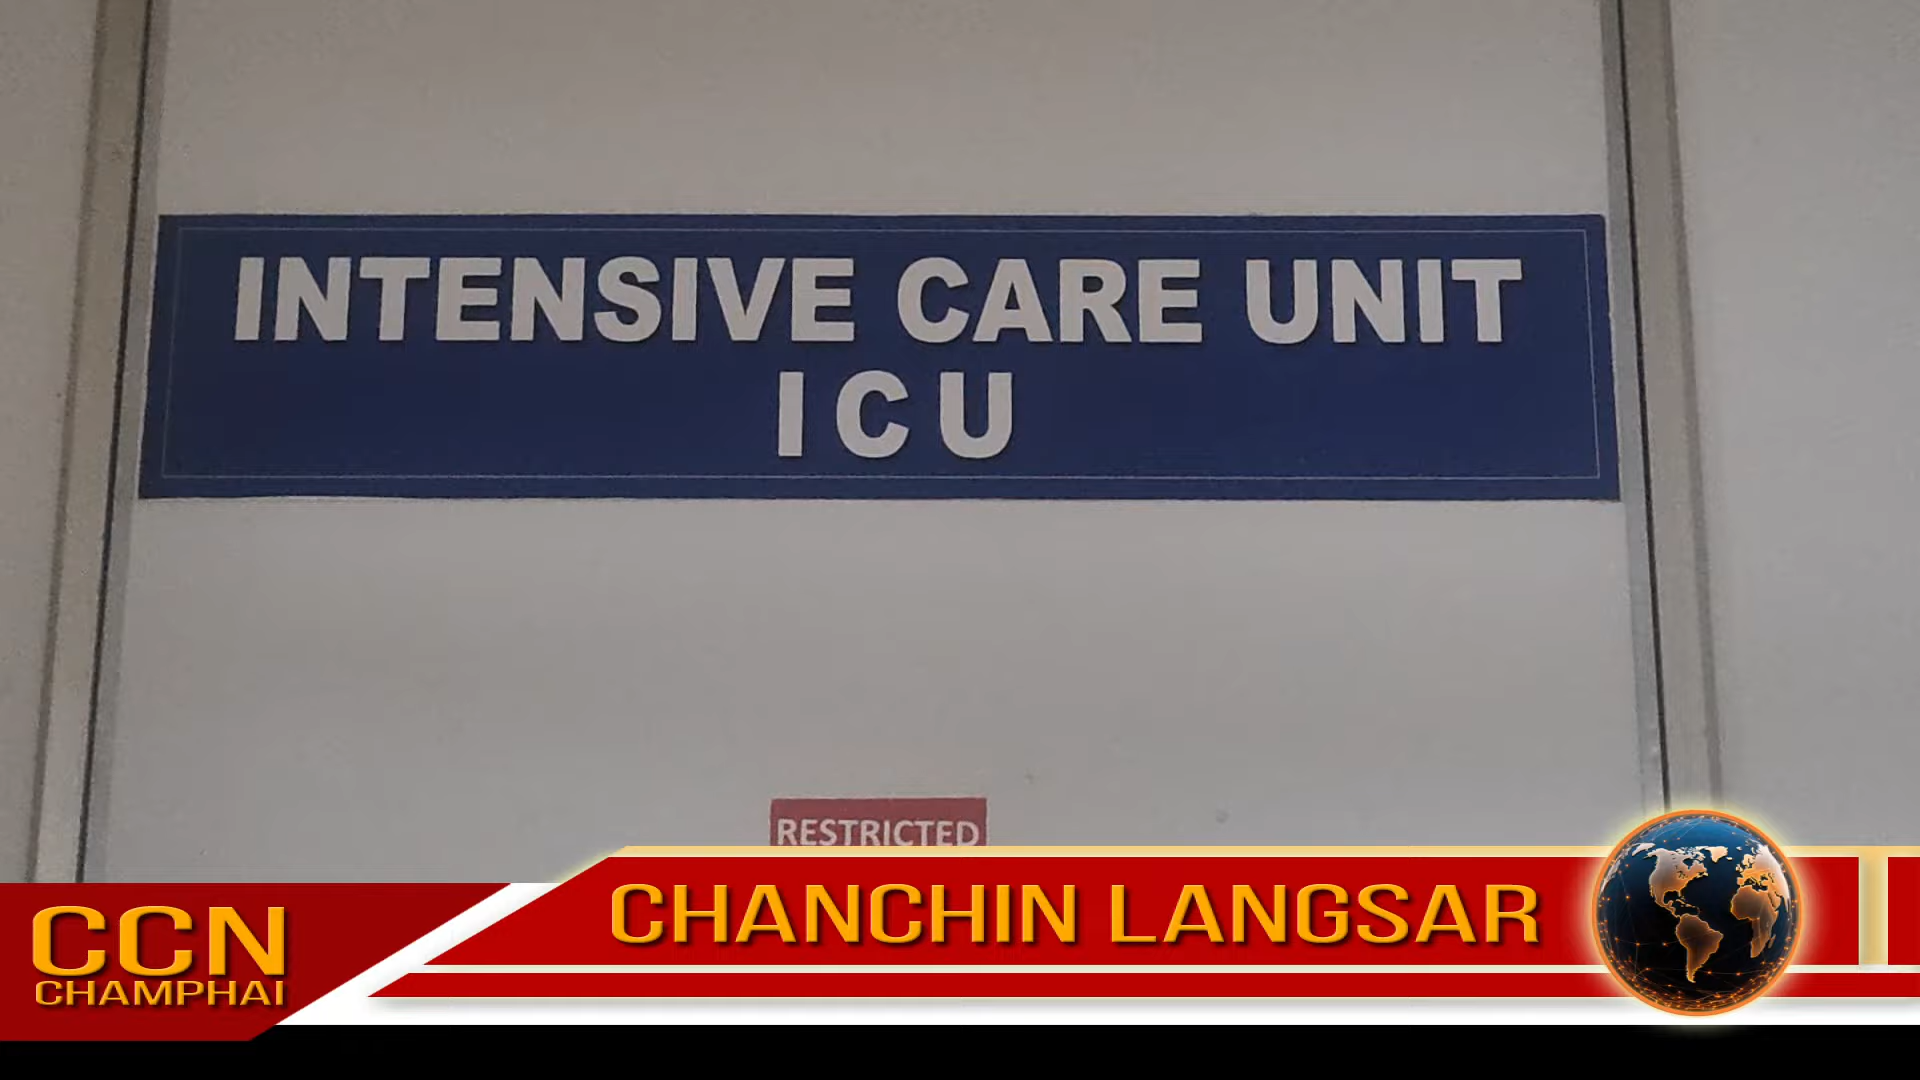 INTENSIVE CARE UNIT
ICU
RESTRICTED
CHANCHIN LANGSAR
CCN
CHAMPHAI